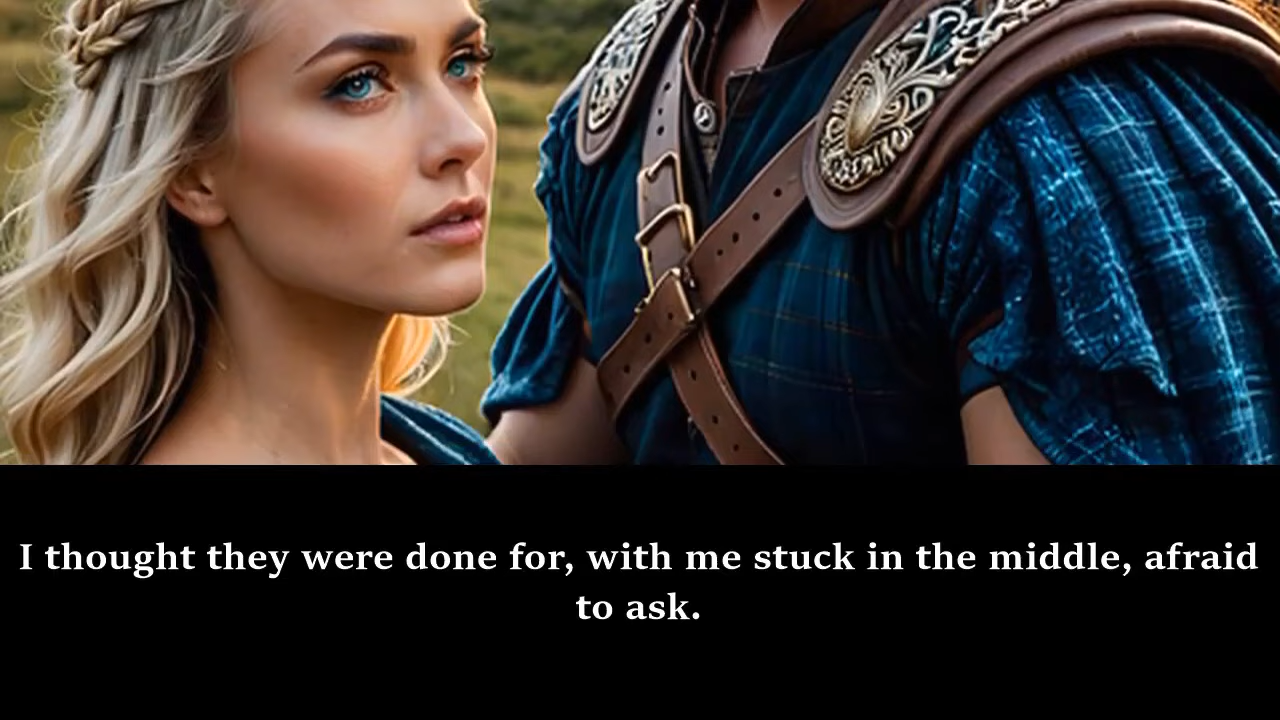 I thought they were done for, with me stuck in the middle, afraid
to ask.